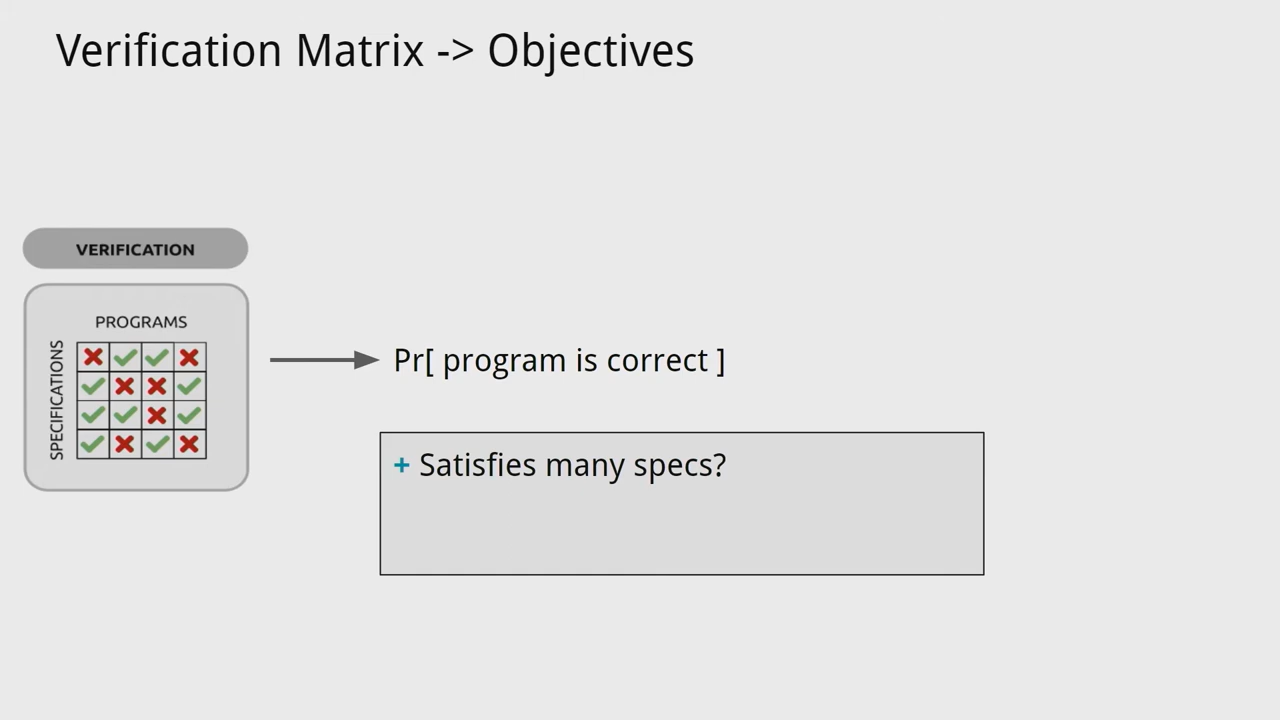 Verification Matrix -> Objectives
VERIFICATION
PROGRAMS
SPECIFICATIONS
Pr[ program is correct ]
+ Satisfies many specs?